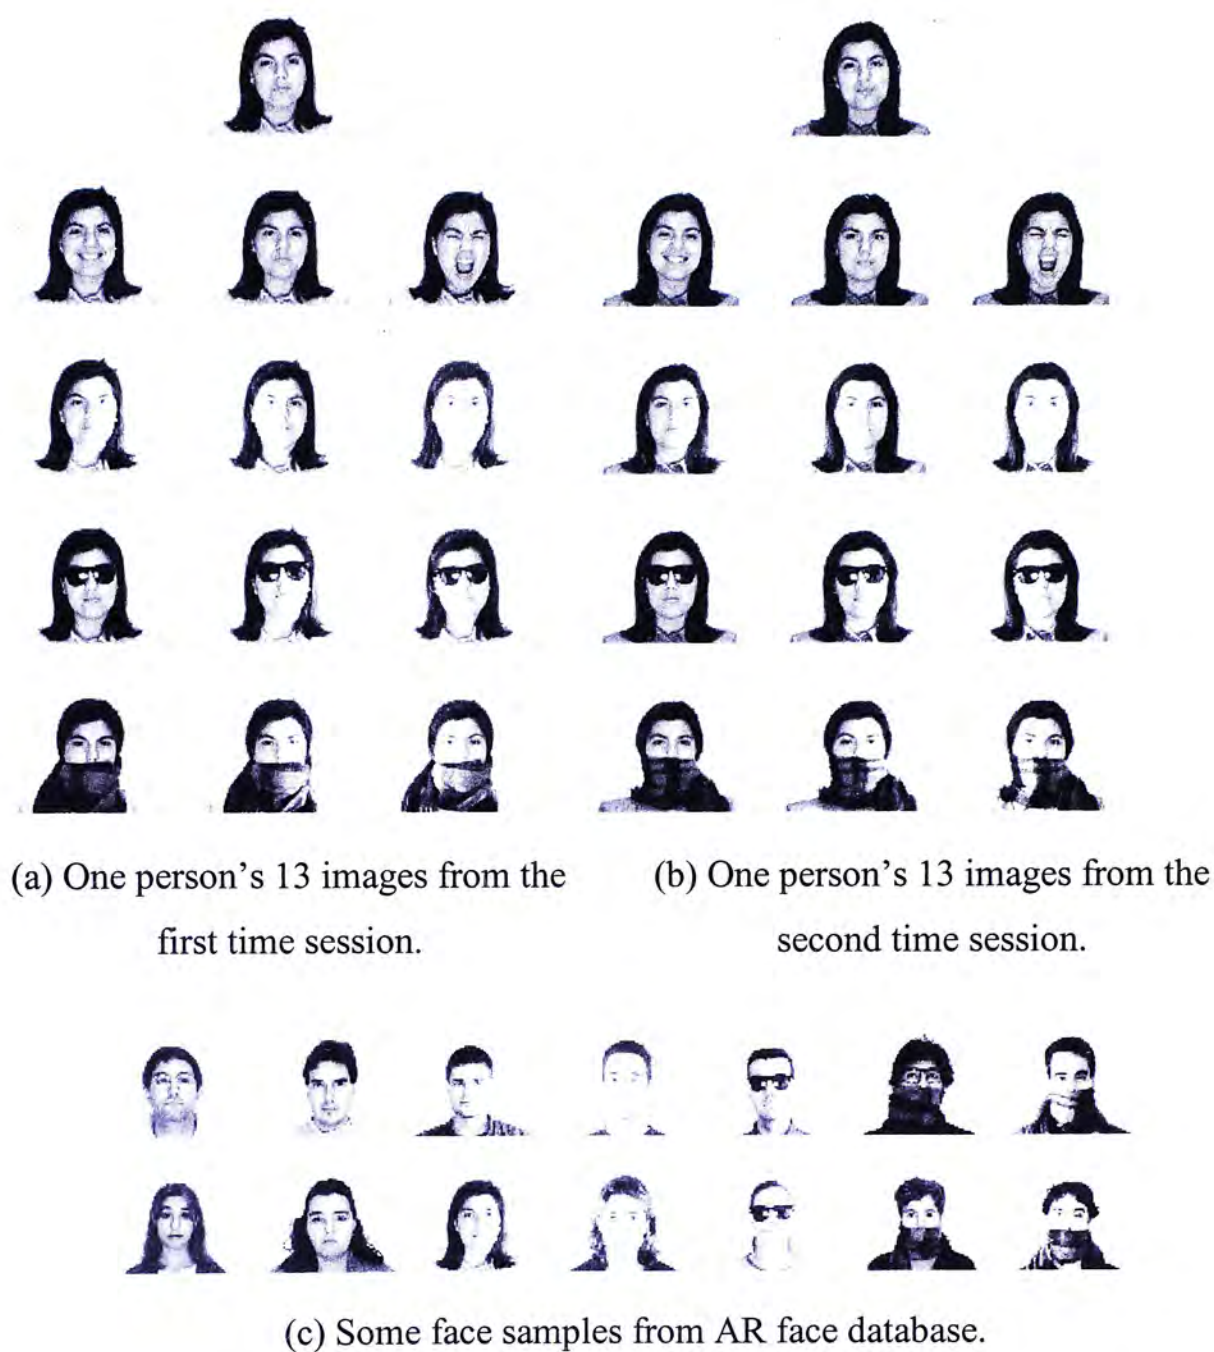 (a) One person’s 13 images from the
first time session.
(b) One person’s 13 images from the
second time session.
(c) Some face samples from AR face database.